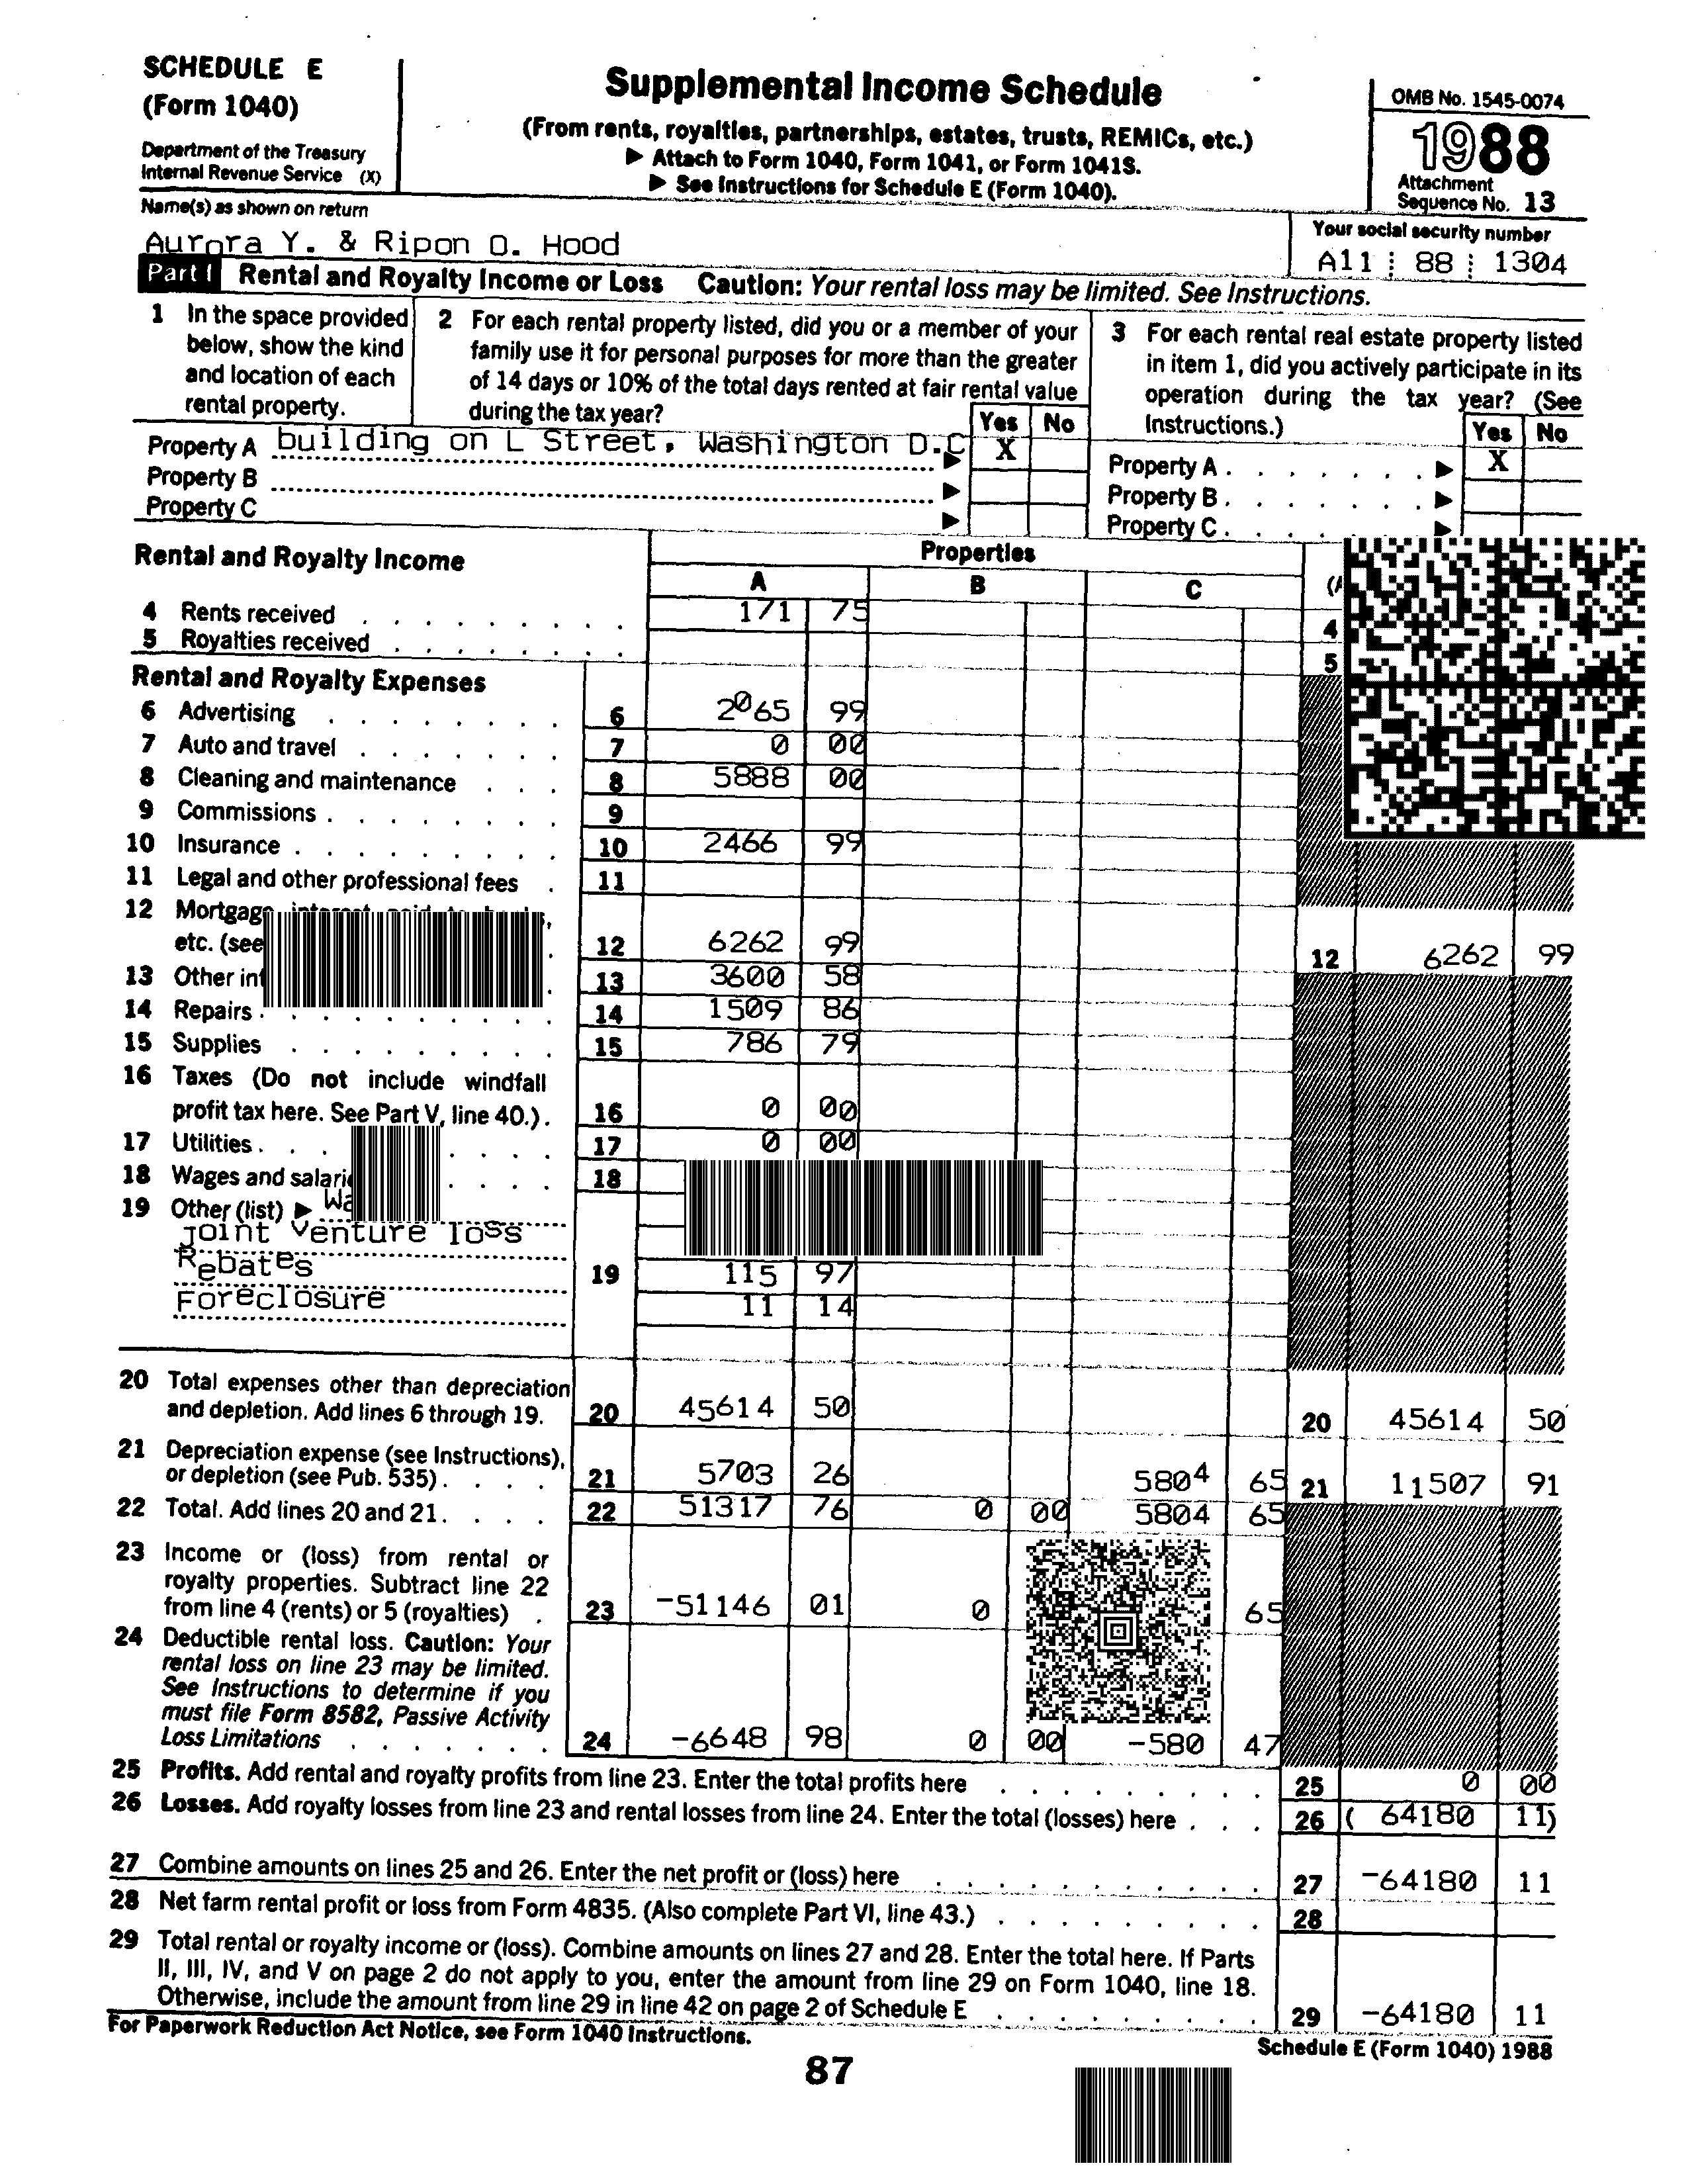 SCHEDULE E
(Form 1040)
Department of the Treasury
Internal Revenue Service (X)
Supplemental Income Schedule
(From rents, royalties, partnerships, estates, trusts, REMICs, etc.)
▶ Attach to Form 1040, Form 1041, or Form 1041S.
▶ See Instructions for Schedule E (Form 1040).
OMB No. 1545-0074
1988
Attachment
Sequence No. 13
Name(s) as shown on return
Aurora Y. & Ripon O. Hood
Your social security number
A11 88 1304
Part I Rental and Royalty Income or Loss Caution: Your rental loss may be limited. See Instructions.
1 In the space provided
below, show the kind
and location of each
rental property.
2 For each rental property listed, did you or a member of your
family use it for personal purposes for more than the greater
of 14 days or 10% of the total days rented at fair rental value
during the tax year?
Yes No
3 For each rental real estate property listed
in item 1, did you actively participate in its
operation during the tax year? (See
Instructions.)
Yes No
Property A building on L Street, Washington D.C ▶ X
Property B ▶
Property C ▶
Property A . . . . . . . ▶ X
Property B . . . . . . . ▶
Property C . . . . ▶
Rental and Royalty Income
Properties
A B C
4 Rents received . . . . . . . . . 171 75 4
5 Royalties received . . . . . . . . 5
Rental and Royalty Expenses
6 Advertising . . . . . . . . 6 2065 99
7 Auto and travel . . . . . . . 7 0 00
8 Cleaning and maintenance . . . 8 5888 00
9 Commissions . . . . . . . . 9
10 Insurance . . . . . . . . . 10 2466 99
11 Legal and other professional fees . 11
12 Mortgage
etc. (see 12 6262 99 12 6262 99
13 Other 13 3600 58
14 Repairs . . . . . . . . . . 14 1509 86
15 Supplies . . . . . . . . . 15 786 79
16 Taxes (Do not include windfall
profit tax here. See Part V, line 40.) . 16 0 00
17 Utilities . . . . . . . 17 0 00
18 Wages and . . . . 18
19 Other (list) ▶
Joint Venture loss
Rebates 19 115 97
Foreclosure 11 14
20 Total expenses other than depreciation
and depletion. Add lines 6 through 19. 20 45614 50 20 45614 50
21 Depreciation expense (see Instructions),
or depletion (see Pub. 535) . . . . 21 5703 26 5804 65 21 11507 91
22 Total. Add lines 20 and 21. . . . . 22 51317 76 0 00 5804 65
23 Income or (loss) from rental or
royalty properties. Subtract line 22
from line 4 (rents) or 5 (royalties) . 23 -51146 01 0 65
24 Deductible rental loss. Caution: Your
rental loss on line 23 may be limited.
See Instructions to determine if you
must file Form 8582, Passive Activity
Loss Limitations . . . . . . . 24 -6648 98 0 00 -580 47
25 Profits. Add rental and royalty profits from line 23. Enter the total profits here . . . . . . . . . 25 0 00
26 Losses. Add royalty losses from line 23 and rental losses from line 24. Enter the total (losses) here . . . 26 ( 64180 11)
27 Combine amounts on lines 25 and 26. Enter the net profit or (loss) here . . . . . . . . . . . 27 -64180 11
28 Net farm rental profit or loss from Form 4835. (Also complete Part VI, line 43.) . . . . . . . . . 28
29 Total rental or royalty income or (loss). Combine amounts on lines 27 and 28. Enter the total here. If Parts
II, III, IV, and V on page 2 do not apply to you, enter the amount from line 29 on Form 1040, line 18.
Otherwise, include the amount from line 29 in line 42 on page 2 of Schedule E . . . . . . . . . 29 -64180 11
For Paperwork Reduction Act Notice, see Form 1040 Instructions.
Schedule E (Form 1040) 1988
87